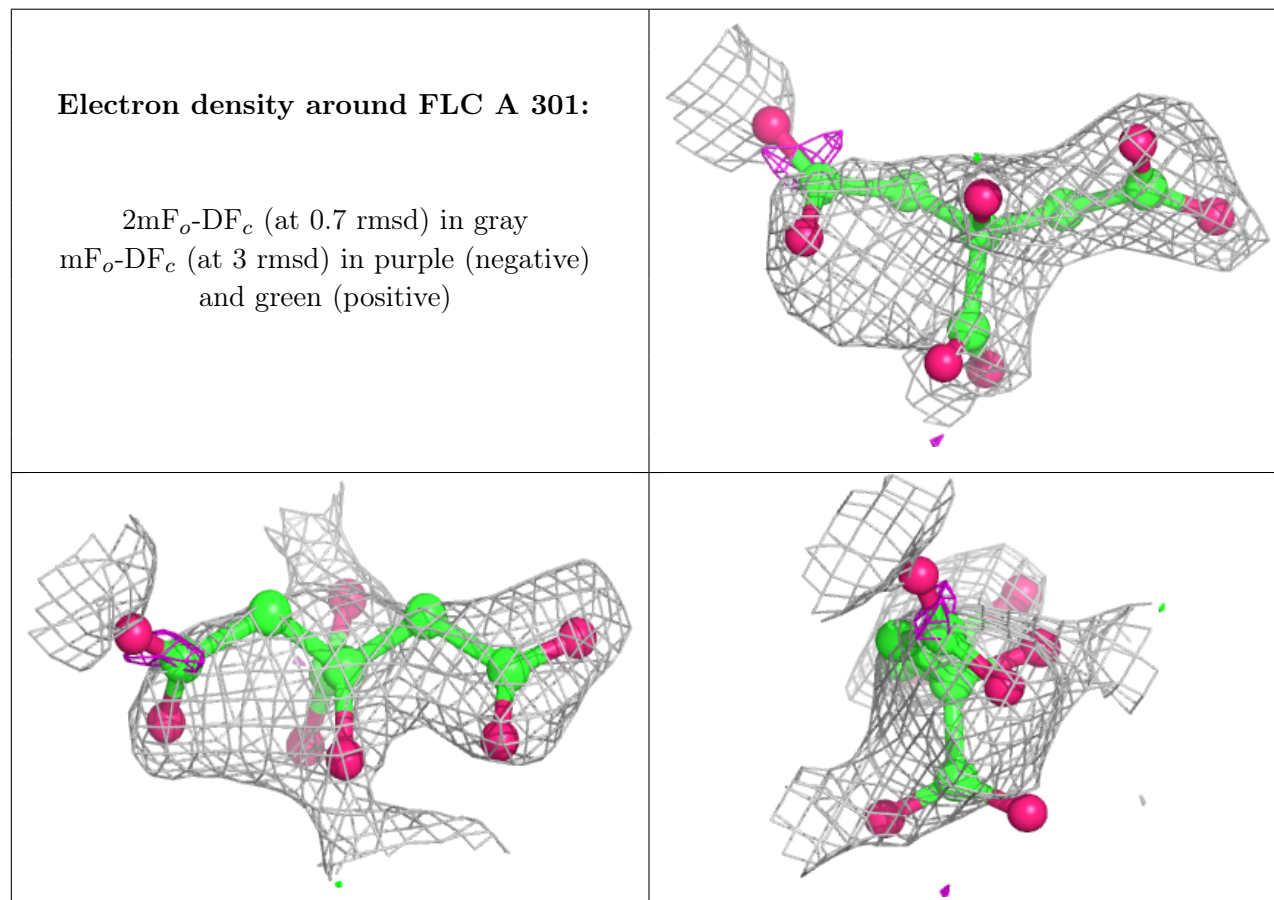 Electron density around FLC A 301:
2mFo-DFc (at 0.7 rmsd) in gray
mFo-DFc (at 3 rmsd) in purple (negative)
and green (positive)